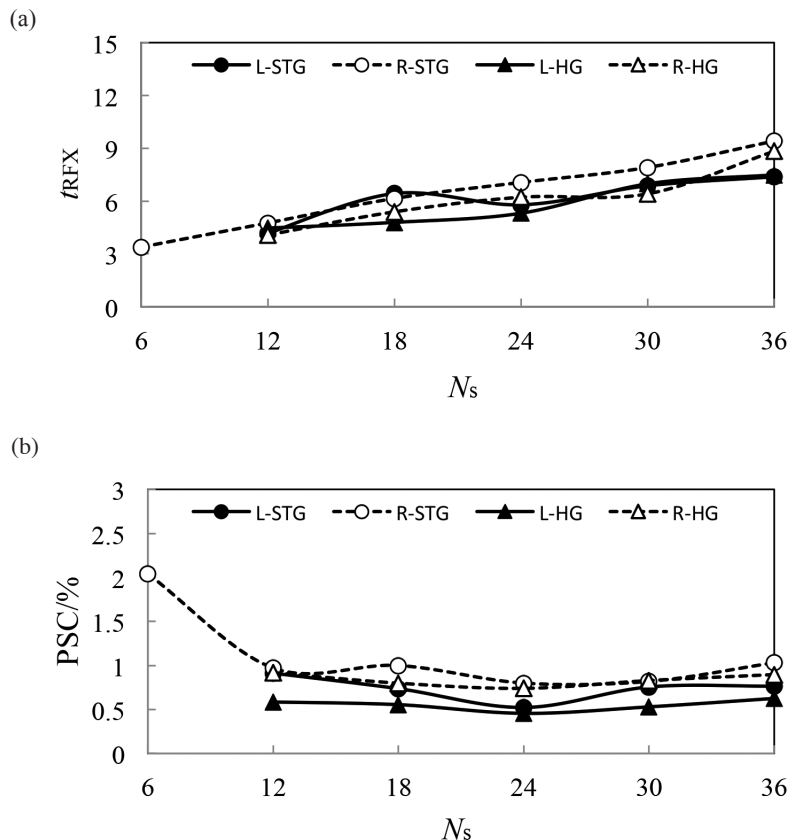 (a)
15
L-STG R-STG L-HG R-HG
12
9
6
3
0
tRFX
6 12 18 24 30 36
Ns
(b)
3
L-STG R-STG L-HG R-HG
2.5
2
1.5
1
0.5
0
PSC/%
6 12 18 24 30 36
Ns